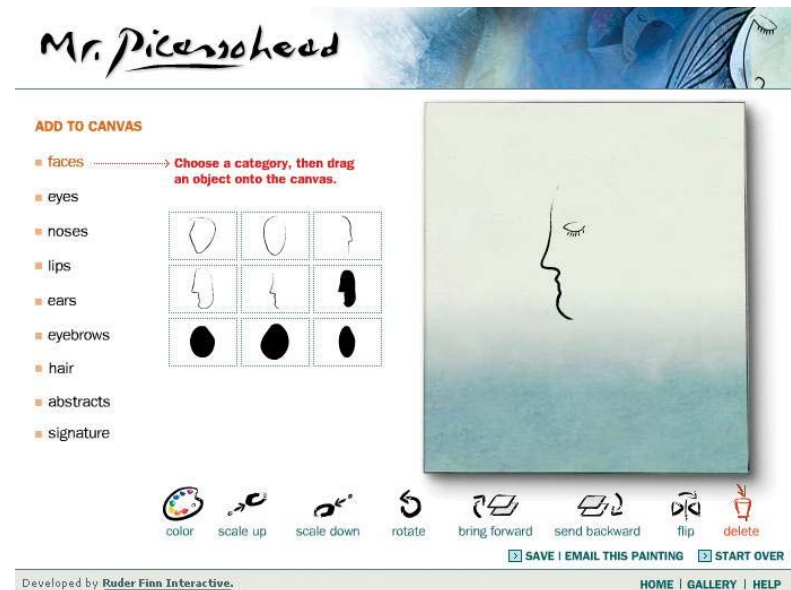 Mr. Picassohead
ADD TO CANVAS
faces
Choose a category, then drag
an object onto the canvas.
eyes
noses
lips
ears
eyebrows
hair
abstracts
signature
color
scale up
scale down
rotate
bring forward
send backward
flip
delete
SAVE | EMAIL THIS PAINTING
START OVER
Developed by Ruder Finn Interactive.
HOME | GALLERY | HELP